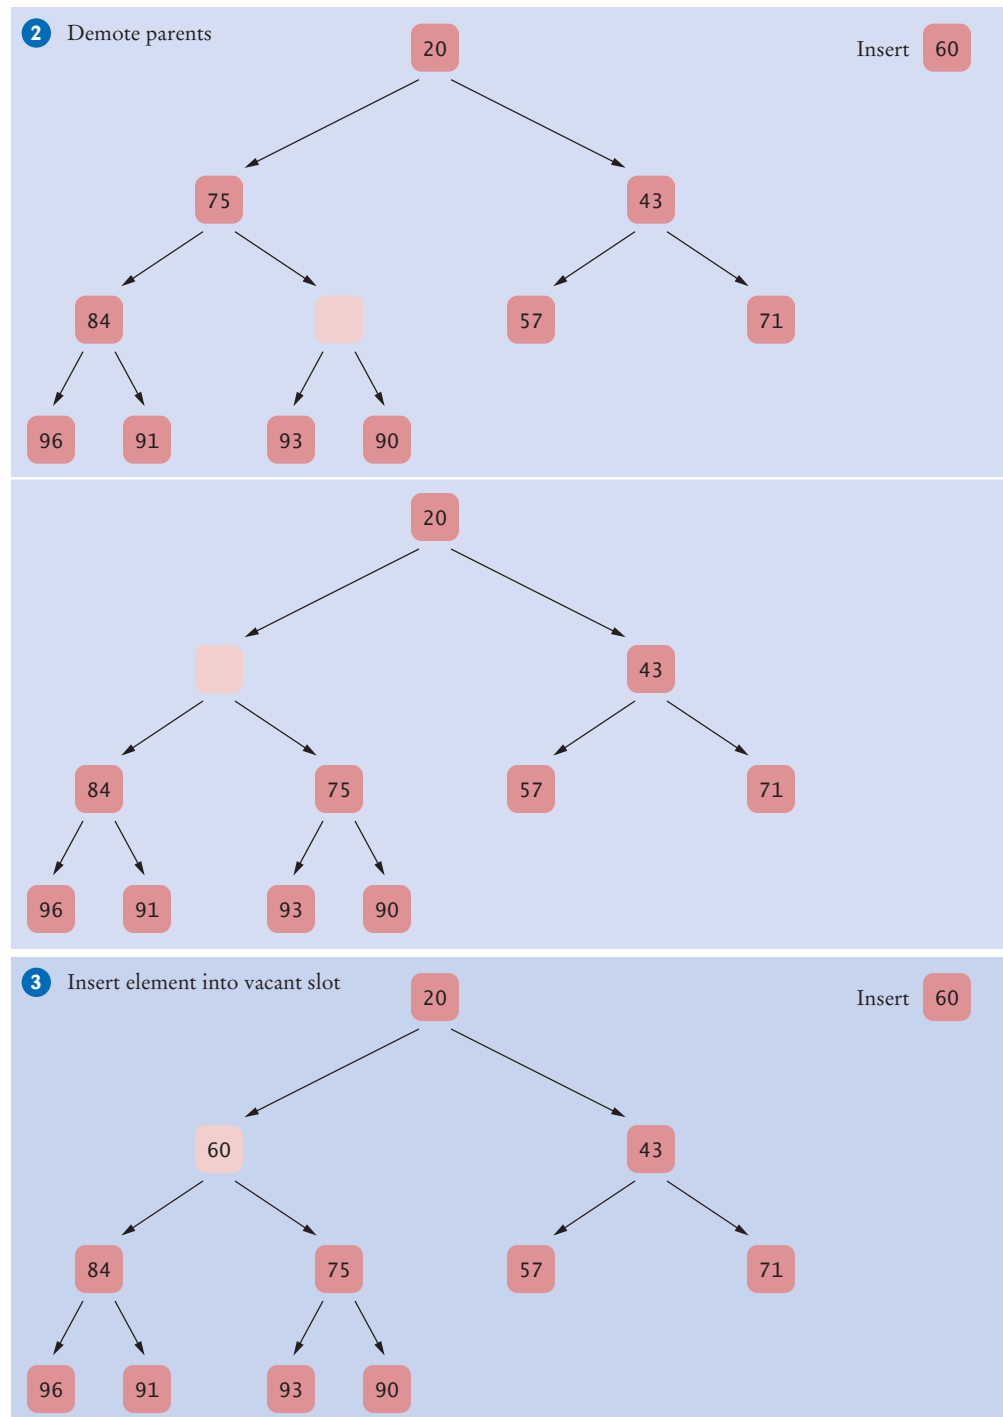 2 Demote parents
20
Insert 60
75 43
84 57 71
96 91 93 90
20
43
84 75 57 71
96 91 93 90
3 Insert element into vacant slot
20
Insert 60
60 43
84 75 57 71
96 91 93 90